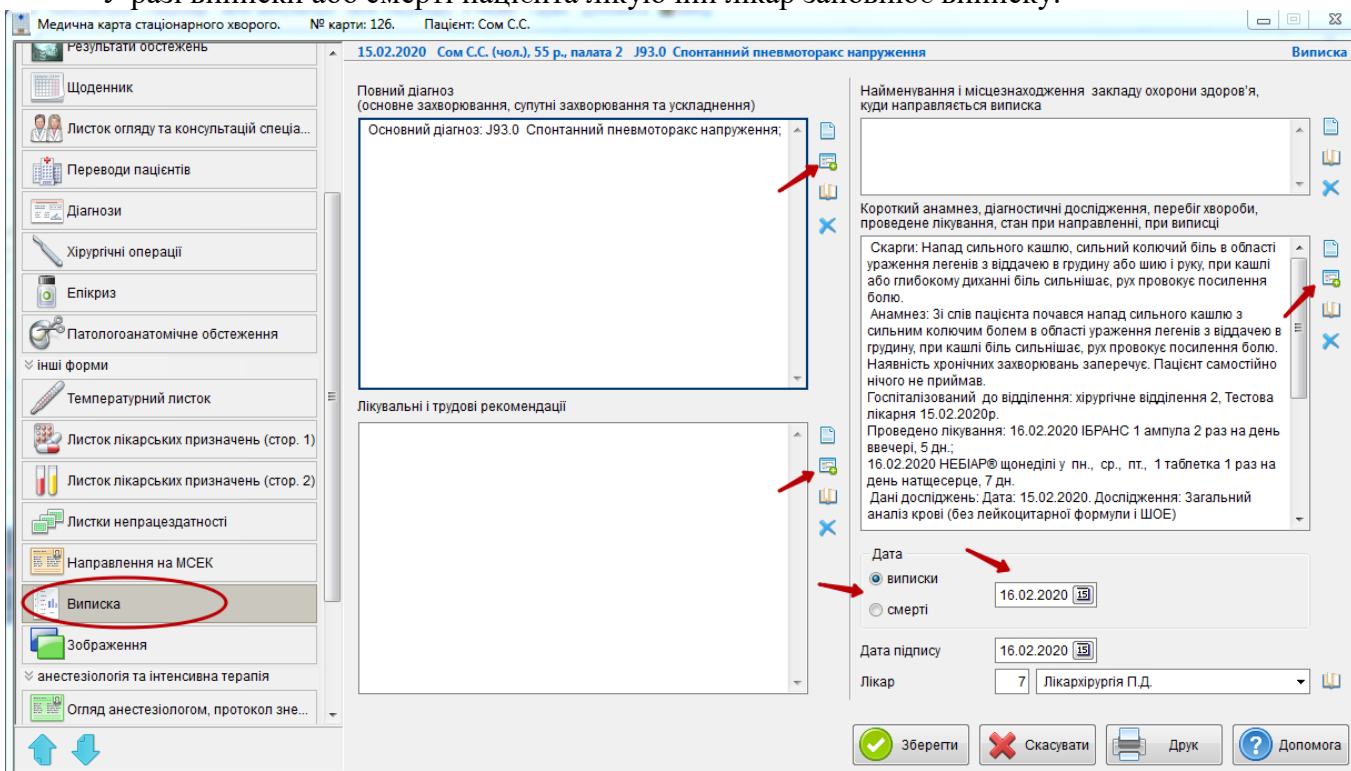 У разі виписки або смерті пацієнта лікуючий лікар заповнює виписку.
Медична карта стаціонарного хворого. № карти: 126. Пацієнт: Сом С.С.
Результати обстежень
Щоденник
Листок огляду та консультацій спеціа...
Переводи пацієнтів
Діагнози
Хірургічні операції
Епікриз
Патологоанатомічне обстеження
інші форми
Температурний листок
Листок лікарських призначень (стор. 1)
Листок лікарських призначень (стор. 2)
Листки непрацездатності
Направлення на МСЕК
Виписка
Зображення
анестезіологія та інтенсивна терапія
Огляд анестезіологом, протокол зне...
15.02.2020 Сом С.С. (чол.), 55 р., палата 2 J93.0 Спонтанний пневмоторакс напруження
Виписка
Повний діагноз
(основне захворювання, супутні захворювання та ускладнення)
Основний діагноз: J93.0 Спонтанний пневмоторакс напруження;
Лікувальні і трудові рекомендації
Найменування і місцезнаходження закладу охорони здоров'я,
куди направляється виписка
Короткий анамнез, діагностичні дослідження, перебіг хвороби,
проведене лікування, стан при направленні, при виписці
Скарги: Напад сильного кашлю, сильний колючий біль в області
ураження легенів з віддачею в грудину або шию і руку, при кашлі
або глибокому диханні біль сильнішає, рух провокує посилення
болю.
Анамнез: Зі слів пацієнта почався напад сильного кашлю з
сильним колючим болем в області ураження легенів з віддачею в
грудину, при кашлі біль сильнішає, рух провокує посилення болю.
Наявність хронічних захворювань заперечує. Пацієнт самостійно
нічого не приймав.
Госпіталізований до відділення: хірургічне відділення 2, Тестова
лікарня 15.02.2020р.
Проведено лікування: 16.02.2020 ІБРАНС 1 ампула 2 раз на день
ввечері, 5 дн.;
16.02.2020 НЕБІАР® щонеділі у пн., ср., пт., 1 таблетка 1 раз на
день натщесерце, 7 дн.
Дані досліджень: Дата: 15.02.2020. Дослідження: Загальний
аналіз крові (без лейкоцитарної формули і ШОЕ)
Дата
виписки
смерті
16.02.2020 15
Дата підпису 16.02.2020 15
Лікар 7 Лікархірургія П.Д.
Зберегти Скасувати Друк Допомога